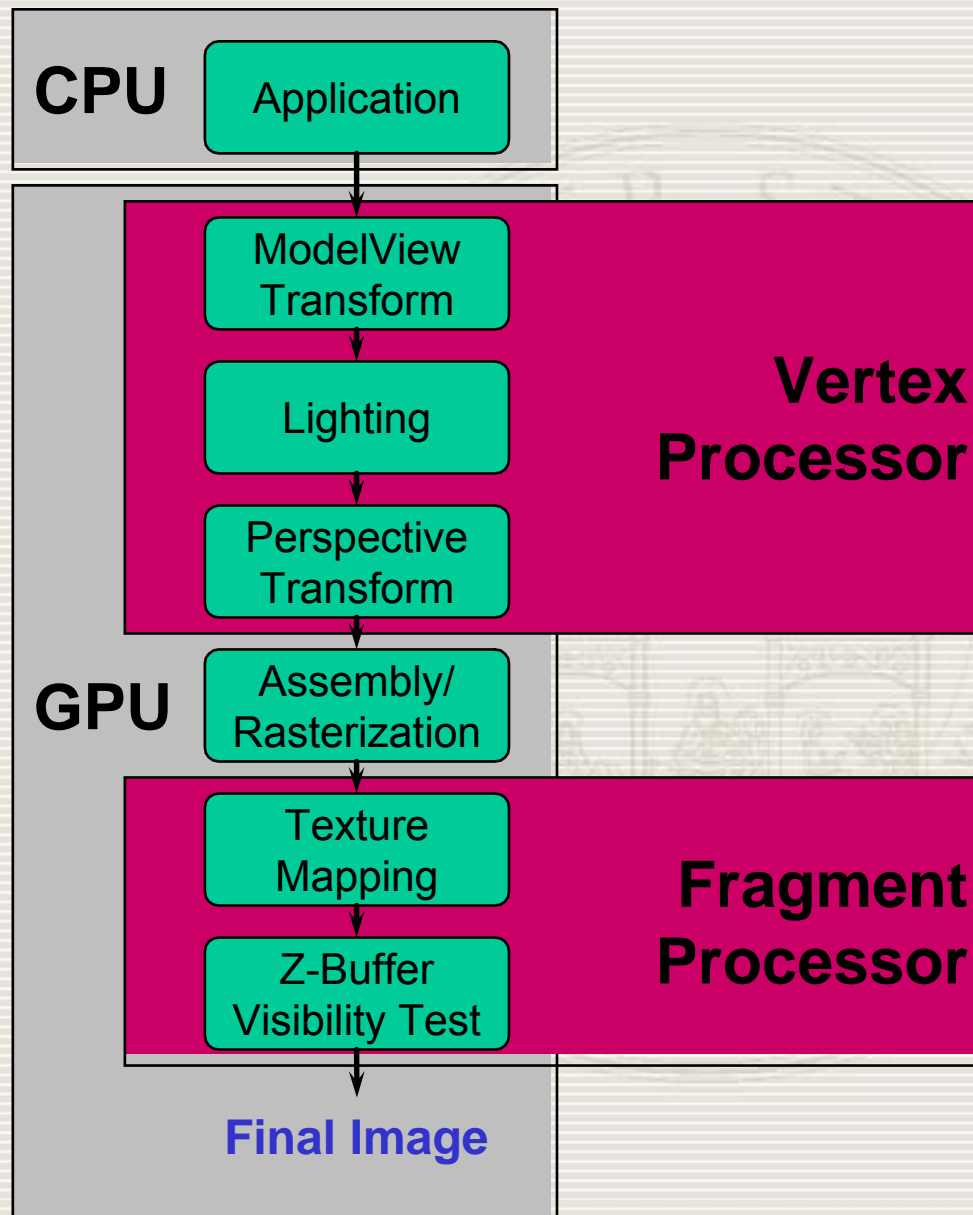 CPU
Application
ModelView
Transform
Lighting
Vertex
Processor
Perspective
Transform
GPU
Assembly/
Rasterization
Texture
Mapping
Fragment
Processor
Z-Buffer
Visibility Test
Final Image